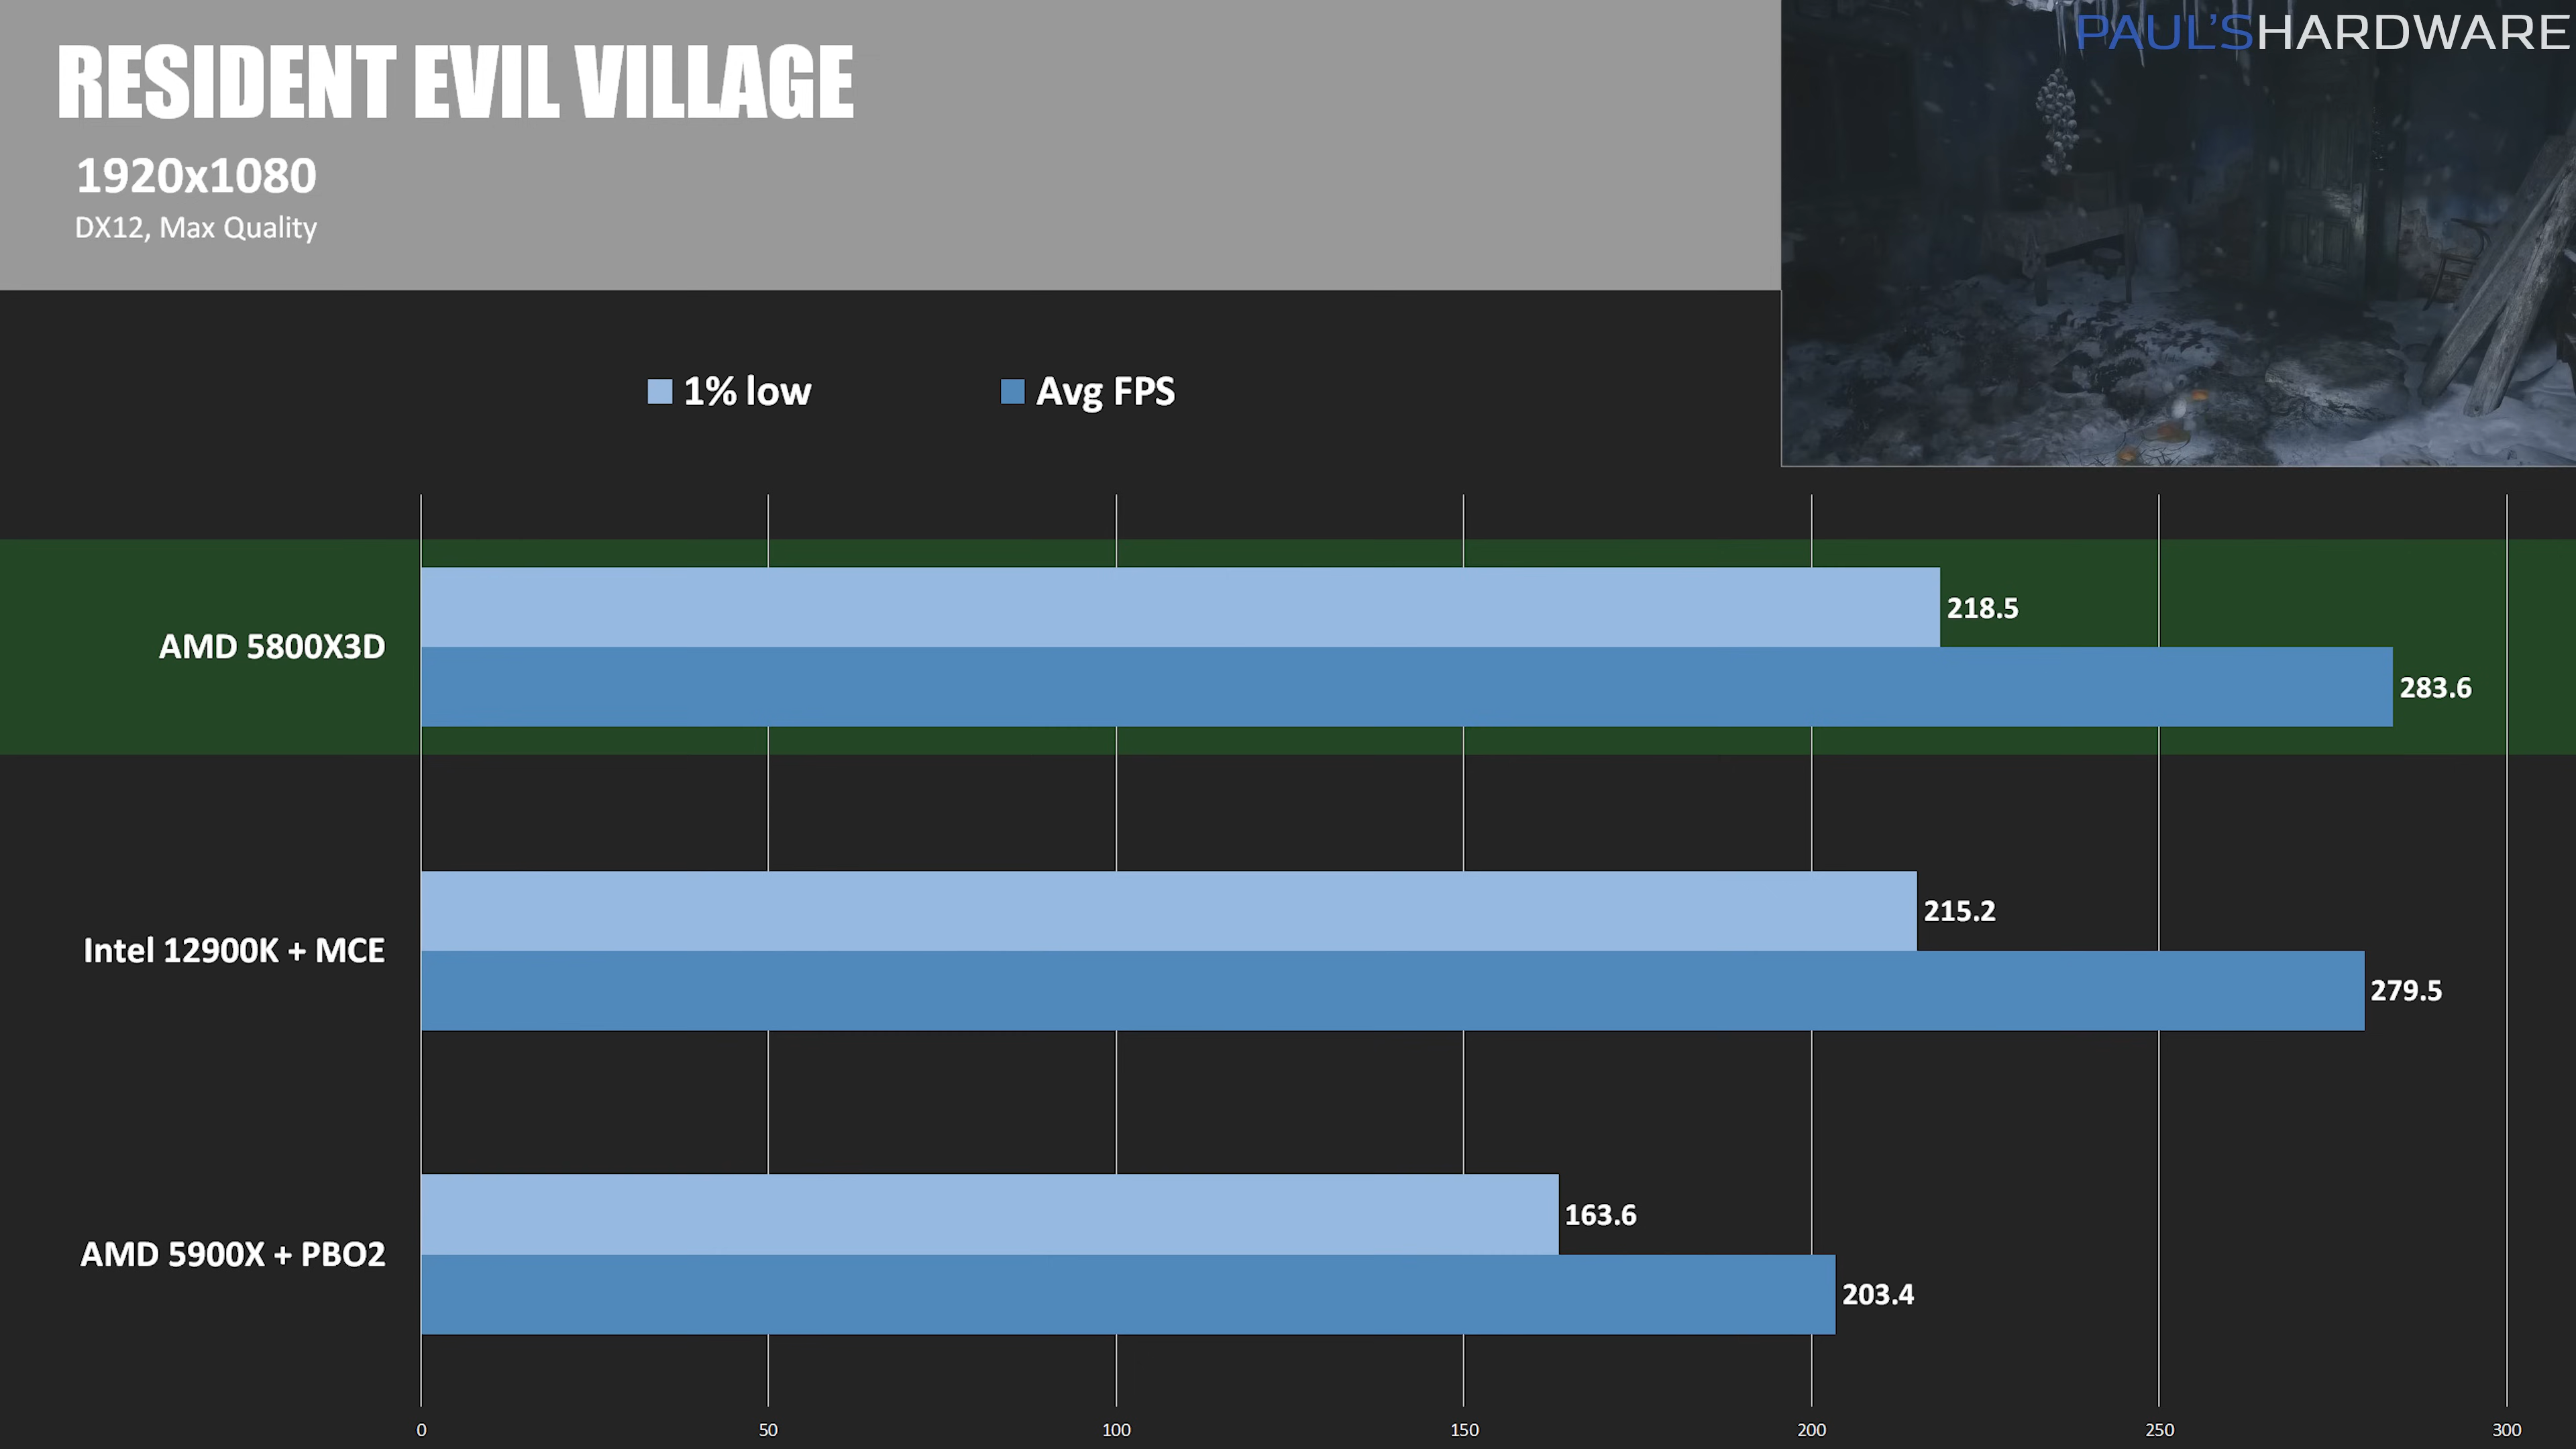 RESIDENT EVIL VILLAGE
PAUL'SHARDWARE
1920x1080
DX12, Max Quality
1% low
Avg FPS
AMD 5800X3D
218.5
283.6
Intel 12900K + MCE
215.2
279.5
AMD 5900X + PBO2
163.6
203.4
0 50 100 150 200 250 300